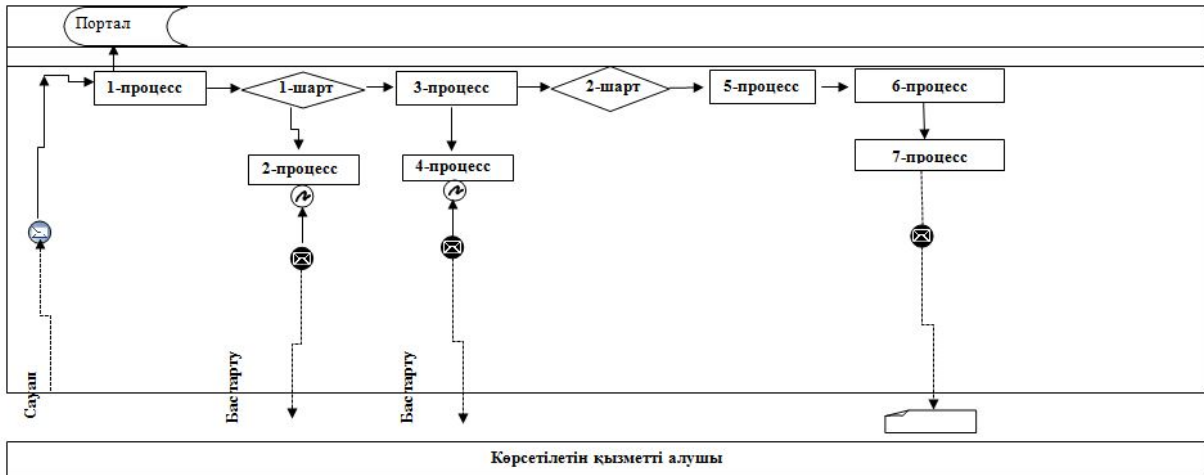 Портал
1-процесс
1-шарт
3-процесс
2-шарт
5-процесс
6-процесс
2-процесс
4-процесс
7-процесс
Сауап
Бастарту
Бастарту
Көрсетілетін қызметті алушы